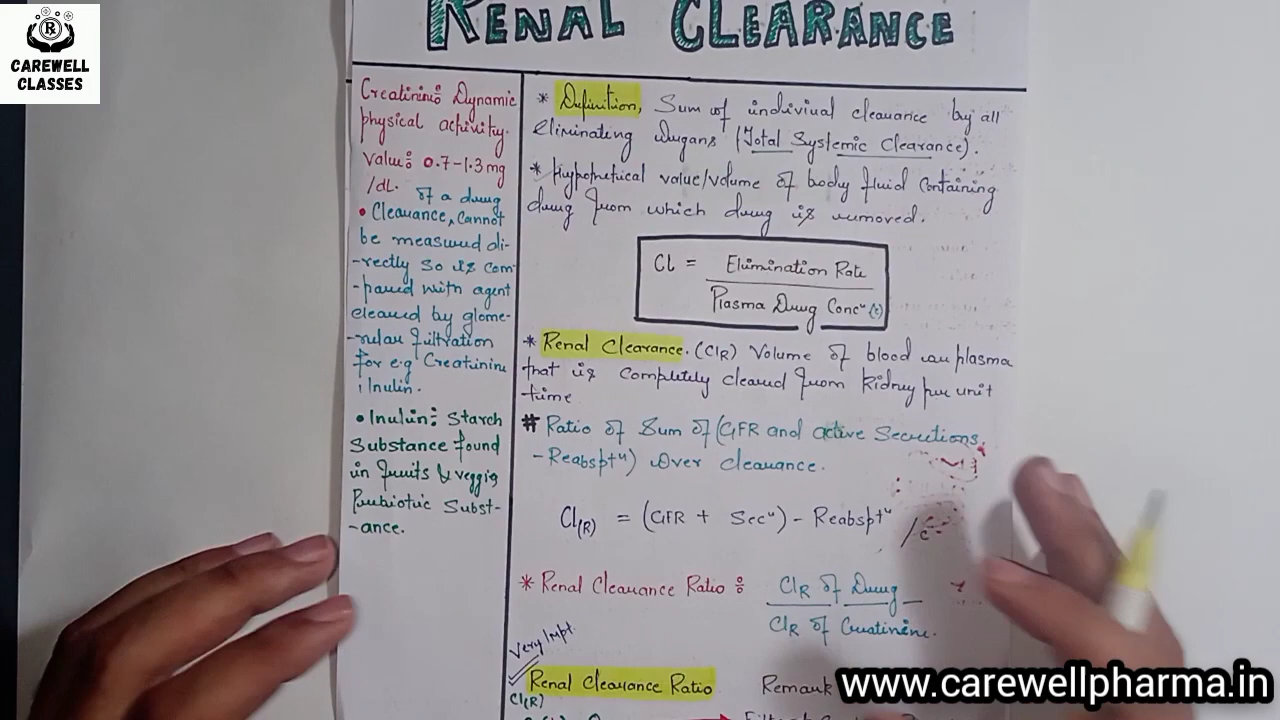 CAREWELL
CLASSES
RENAL CLEARANCE
Creatinine: Dynamic
physical activity.
Value: 0.7-1.3mg
/dL.
of a drug
• Clearance, cannot
be measured di-
-rectly so is com-
-pared with agent
cleared by glome-
-rular filtration
for e.g Creatinine
, Inulin.
• Inulin: Starch
Substance found
in fruits & veggis
Prebiotic Subst-
-ance.
* Definition, Sum of indiviual clearance by all
eliminating organs (Total Systemic Clearance).
* Hypothetical value/volume of body fluid containing
drug from which drug is removed.
Cl = Elimination Rate
Plasma Drug Concⁿ (t)
* Renal Clearance. (ClR) Volume of blood or plasma
that is completely cleared from kidney per unit
time
# Ratio of Sum of (GFR and active Secretions,
-Reabsptⁿ) Over clearance.
Cl(R) = (GFR + Secⁿ) - Reabsptⁿ / C
* Renal Clearance Ratio : ClR of Drug
ClR of Creatinine.
Very Impt.
Renal Clearance Ratio Remark
Cl(R)
www.carewellpharma.in